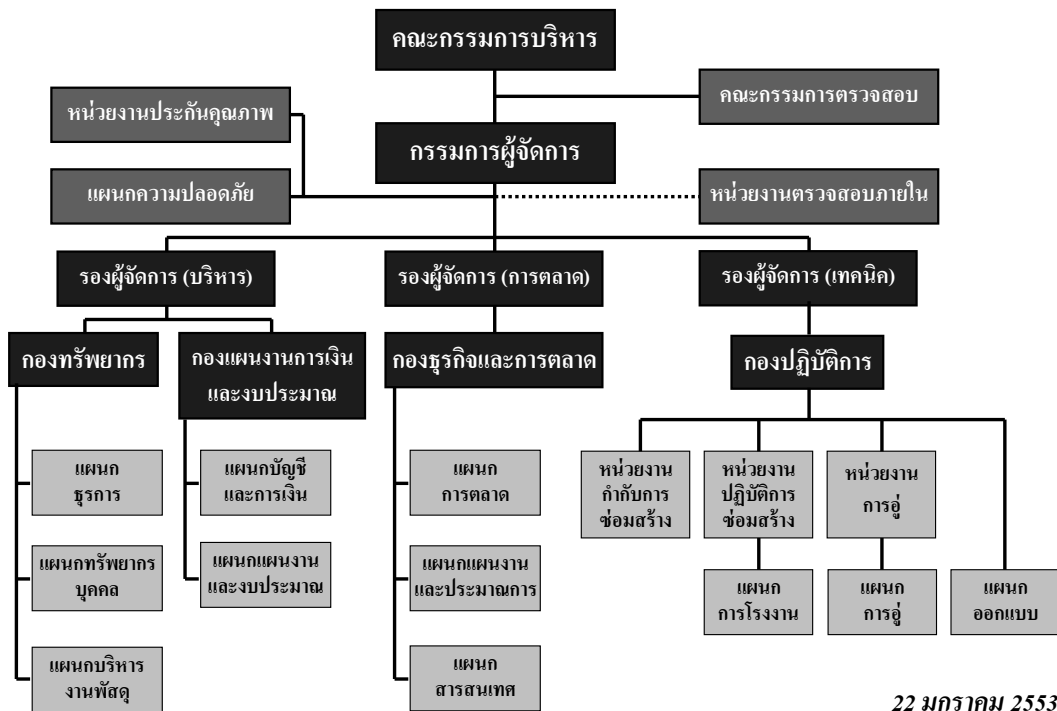 คณะกรรมการบริหาร
คณะกรรมการตรวจสอบ
หน่วยงานประกันคุณภาพ
กรรมการผู้จัดการ
แผนกความปลอดภัย
หน่วยงานตรวจสอบภายใน
รองผู้จัดการ (บริหาร)
รองผู้จัดการ (การตลาด)
รองผู้จัดการ (เทคนิค)
กองทรัพยากร
กองแผนงานการเงิน
และงบประมาณ
กองธุรกิจและการตลาด
กองปฏิบัติการ
แผนก
ธุรการ
แผนกบัญชี
และการเงิน
แผนก
การตลาด
หน่วยงาน
กำกับการ
ซ่อมสร้าง
หน่วยงาน
ปฏิบัติการ
ซ่อมสร้าง
หน่วยงาน
การอู่
แผนกทรัพยากร
บุคคล
แผนกแผนงาน
และงบประมาณ
แผนกแผนงาน
และประมาณการ
แผนก
การโรงงาน
แผนก
การอู่
แผนก
ออกแบบ
แผนกบริหาร
งานพัสดุ
แผนก
สารสนเทศ
22 มกราคม 2553